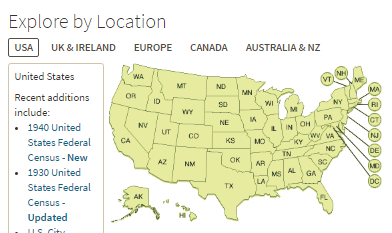 Explore by Location
USA UK & IRELAND EUROPE CANADA AUSTRALIA & NZ
United States
Recent additions
include:
• 1940 United
States Federal
Census - New
• 1930 United
States Federal
Census -
Updated
• U.S. City
WA
OR
CA
ID
NV
AZ
MT
WY
UT
CO
NM
ND
SD
NE
KS
OK
TX
MN
IA
MO
AR
LA
WI
IL
MS
MI
IN
KY
TN
AL
OH
WV
VA
NC
SC
GA
FL
PA
NY
VT
NH
ME
MA
RI
CT
NJ
DE
MD
DC
AK
HI